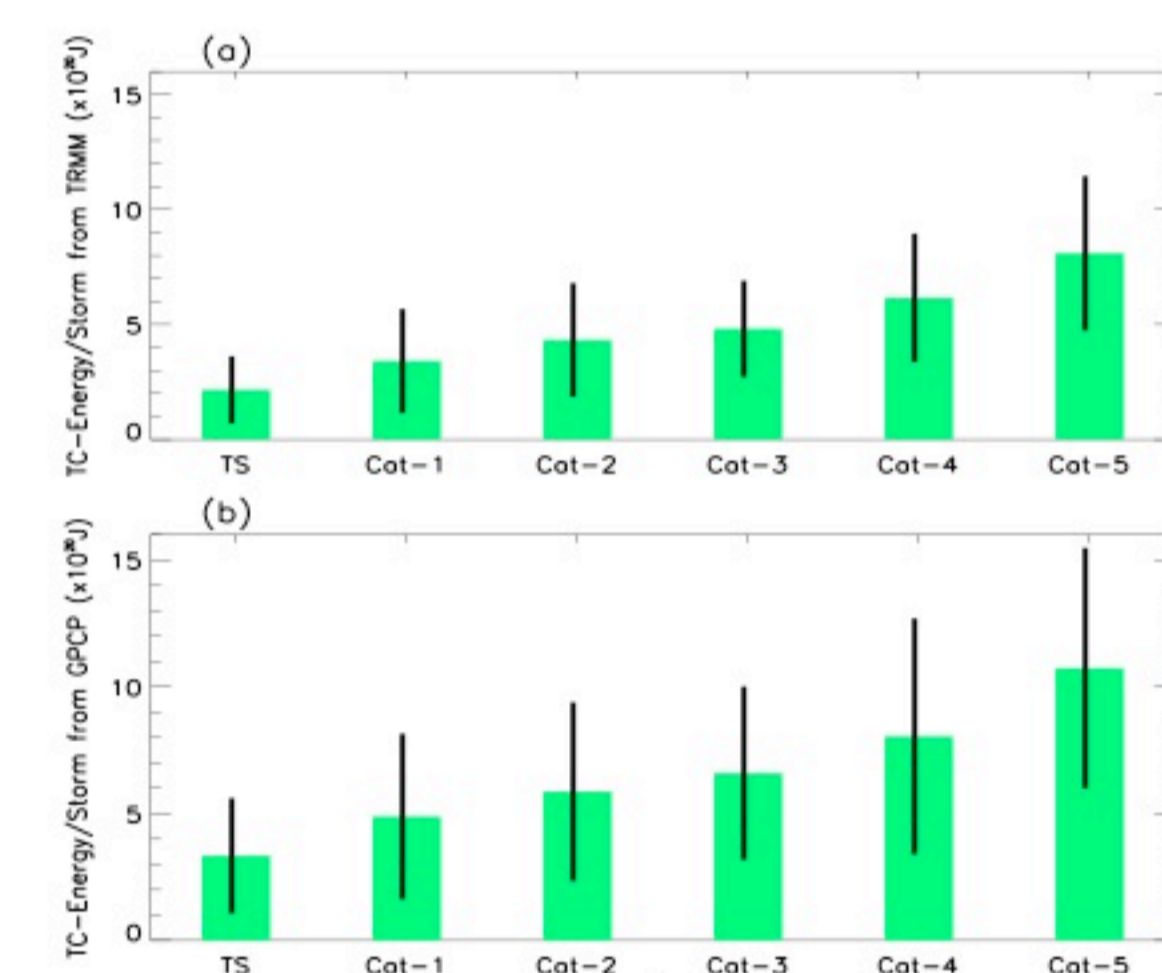 (a)
TC-Energy/Storm from TRMM (x10²⁰J)
15
10
5
0
TS Cat-1 Cat-2 Cat-3 Cat-4 Cat-5
(b)
TC-Energy/Storm from GPCP (x10²⁰J)
15
10
5
0
TS Cat-1 Cat-2 Cat-3 Cat-4 Cat-5